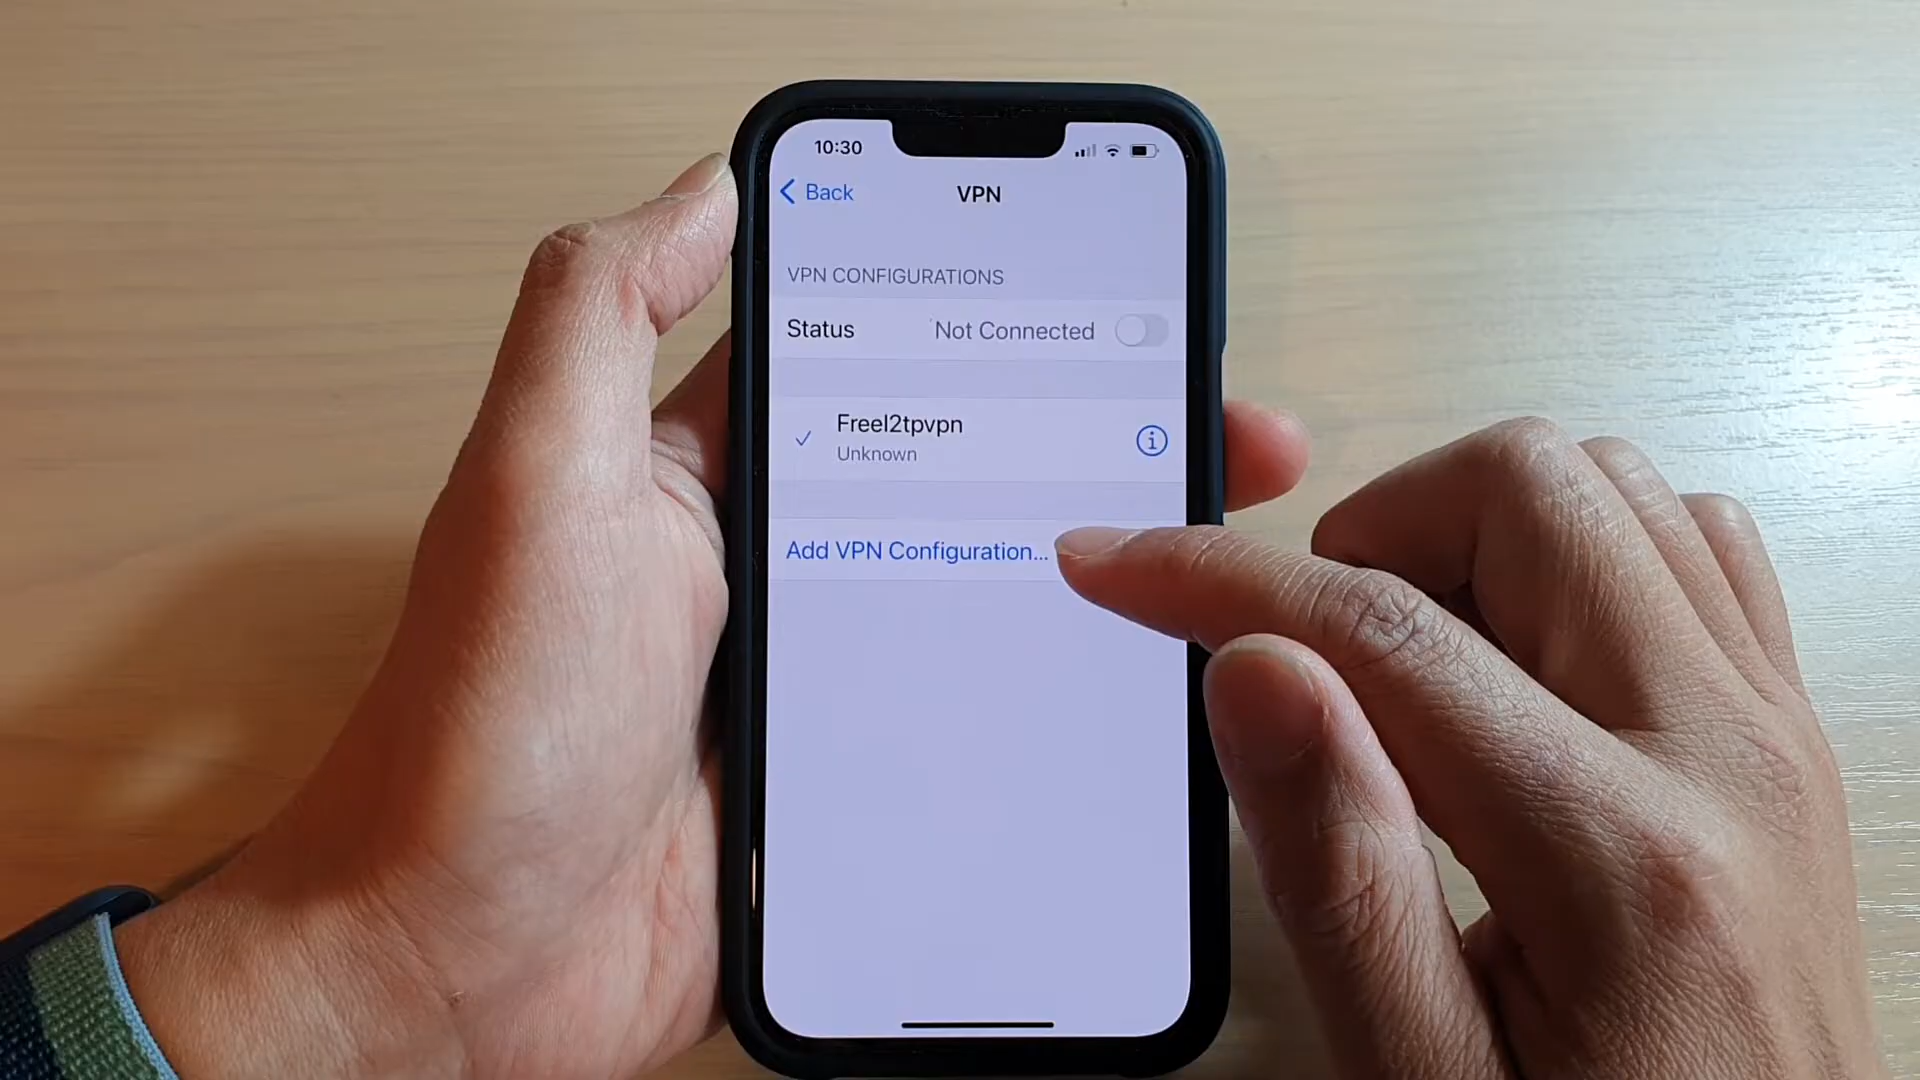 10:30
Back
VPN
VPN CONFIGURATIONS
Status Not Connected
Freel2tpvpn
Unknown
Add VPN Configuration...